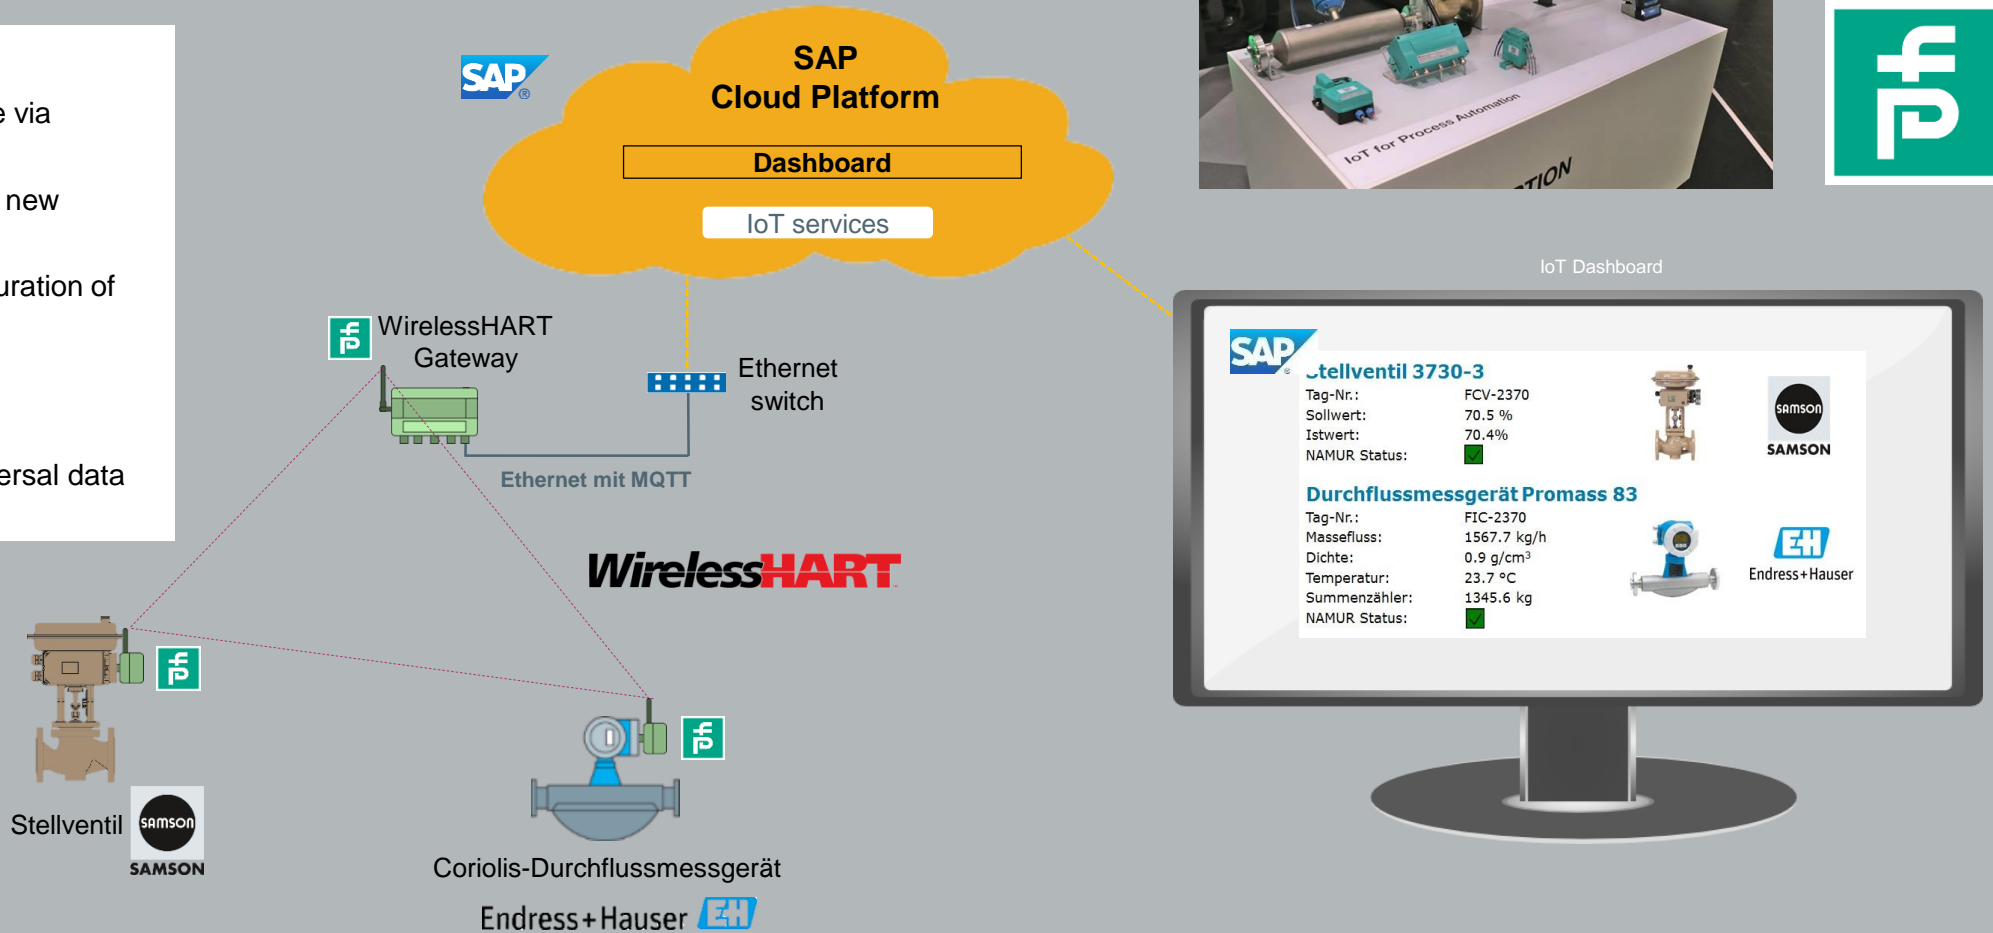 e via
new
uration of
ersal data
SAP
®
SAP
Cloud Platform
Dashboard
IoT services
IoT for Process Automation
TION
WirelessHART
Gateway
Ethernet
switch
Ethernet mit MQTT
WirelessHART
Stellventil
samson
SAMSON
Coriolis-Durchflussmessgerät
Endress+Hauser EH
IoT Dashboard
SAP
®
Stellventil 3730-3
Tag-Nr.: FCV-2370
Sollwert: 70.5 %
Istwert: 70.4%
NAMUR Status:
samson
SAMSON
Durchflussmessgerät Promass 83
Tag-Nr.: FIC-2370
Massefluss: 1567.7 kg/h
Dichte: 0.9 g/cm³
Temperatur: 23.7 °C
Summenzähler: 1345.6 kg
NAMUR Status:
EH
Endress+Hauser